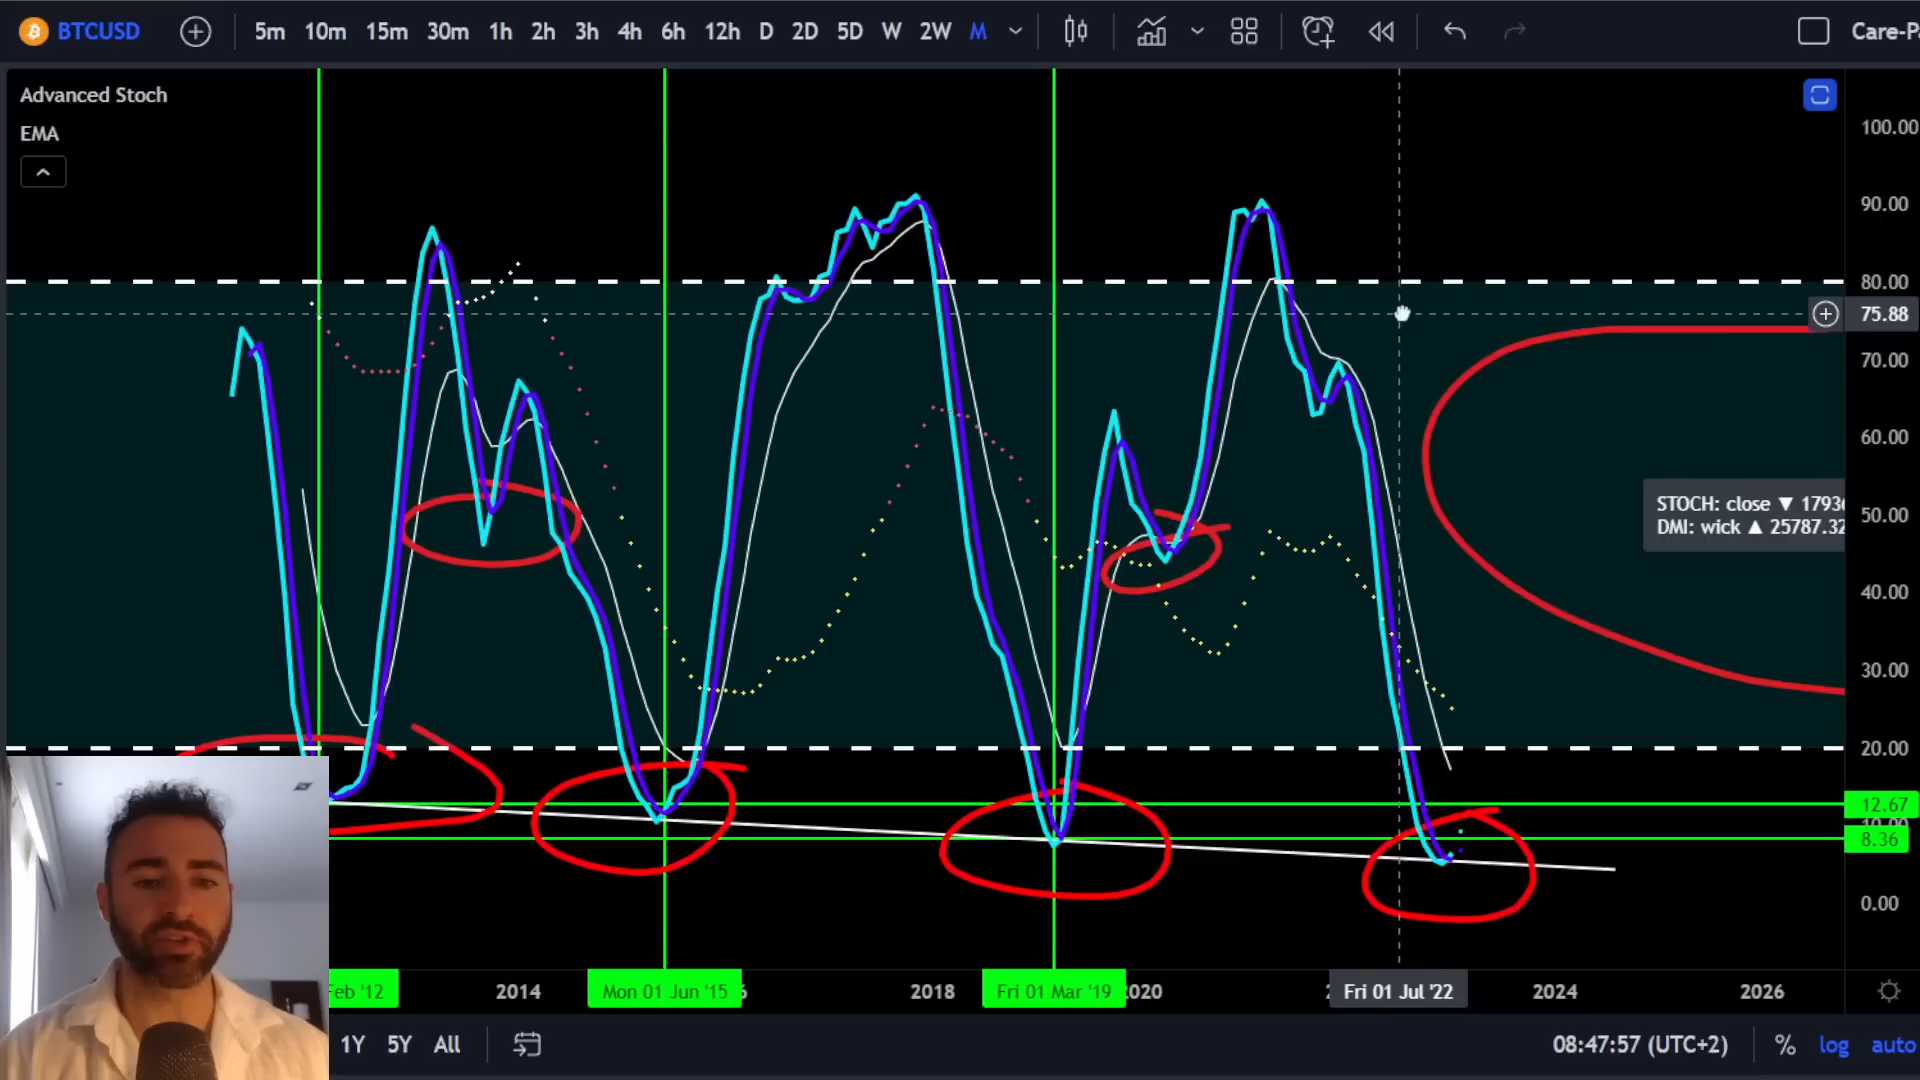 BTCUSD 5m 10m 15m 30m 1h 2h 3h 4h 6h 12h D 2D 5D W 2W M
Advanced Stoch
EMA
100.00
90.00
80.00
75.88
70.00
60.00
STOCH: close ▼ 1793
50.00
DMI: wick ▲ 25787.32
40.00
30.00
20.00
12.67
8.36
0.00
Feb '12 2014 Mon 01 Jun '15 2018 Fri 01 Mar '19 2020 Fri 01 Jul '22 2024 2026
1Y 5Y All 08:47:57 (UTC+2) % log auto